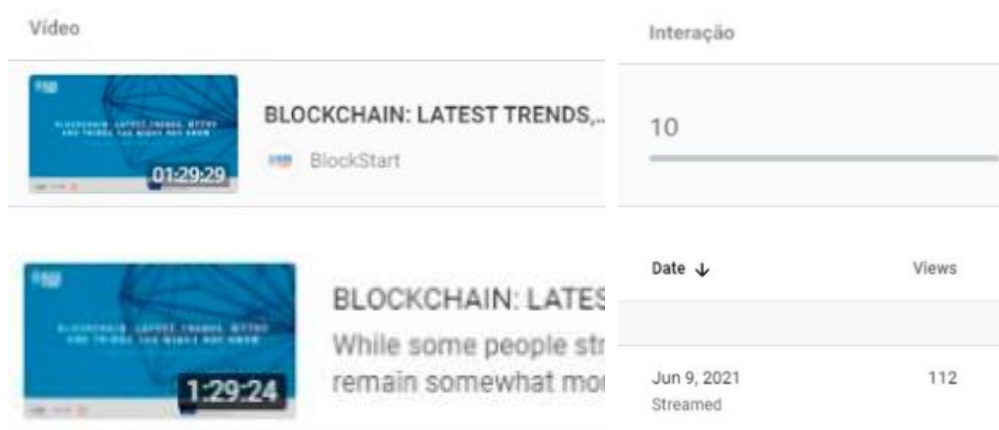 Vídeo
Interação
BLOCKCHAIN: LATEST TRENDS,...
BlockStart
01:29:29
10
BLOCKCHAIN: LATES
While some people str
remain somewhat mor
1:29:24
Date ↓ Views
Jun 9, 2021 112
Streamed